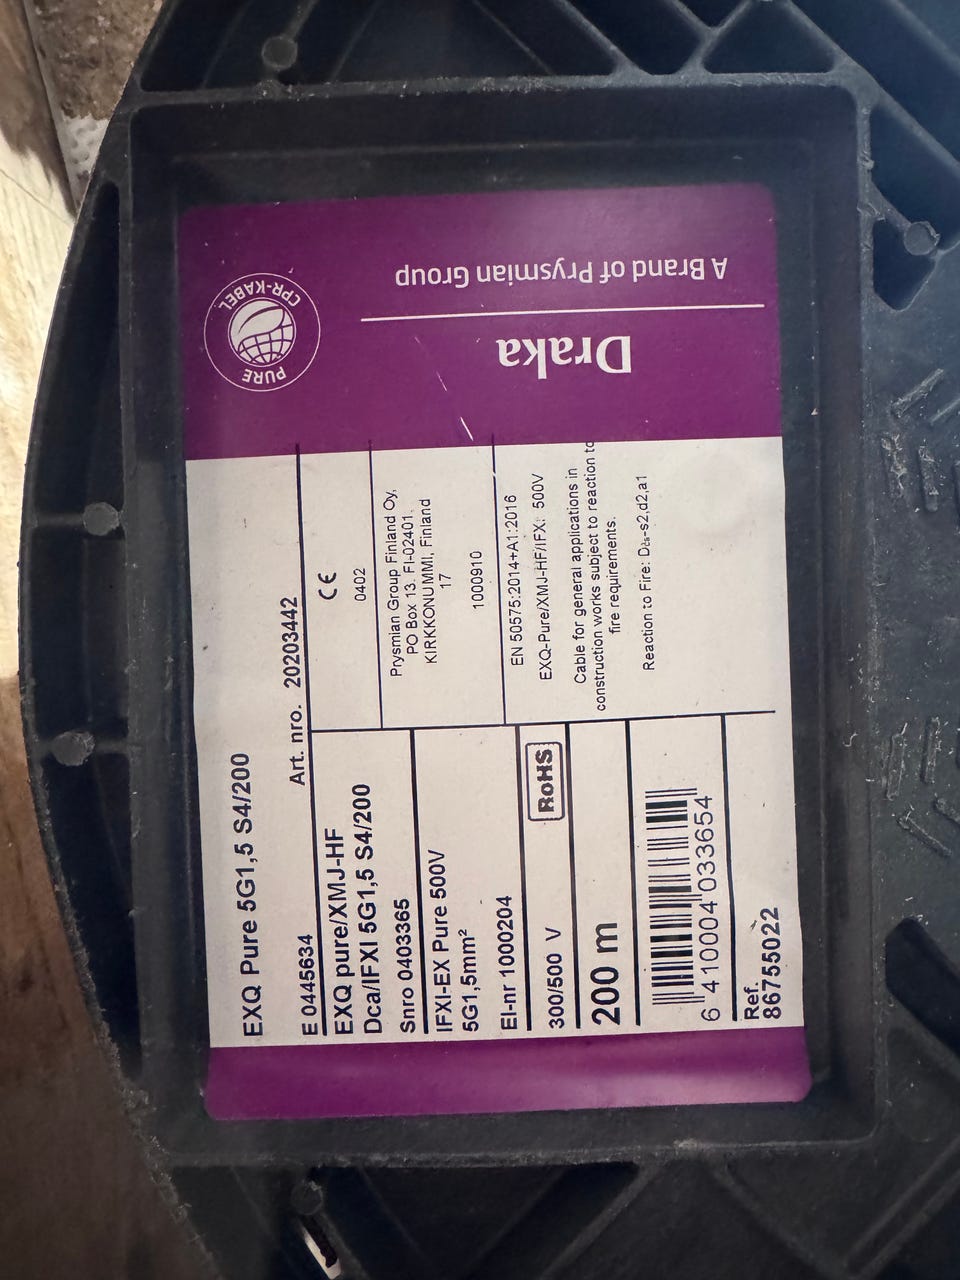 PURE
CPR-KABEL
Draka
A Brand of Prysmian Group
EXQ Pure 5G1,5 S4/200
Art. nro. 20203442
E 0445634
EXQ pure/XMJ-HF
Dca/IFXI 5G1,5 S4/200
Snro 0403365
IFXI-EX Pure 500V
5G1,5mm²
El-nr 1000204
RoHS
300/500 V
200 m
6 410004 033654
Ref.
86755022
CE
0402
Prysmian Group Finland Oy,
PO Box 13. FI-02401,
KIRKKONUMMI, Finland
17
1000910
EN 50575:2014+A1:2016
EXQ-Pure/XMJ-HF/IFXI 500V
Cable for general applications in
construction works subject to reaction to
fire requirements.
Reaction to Fire: Dca-s2,d2,a1